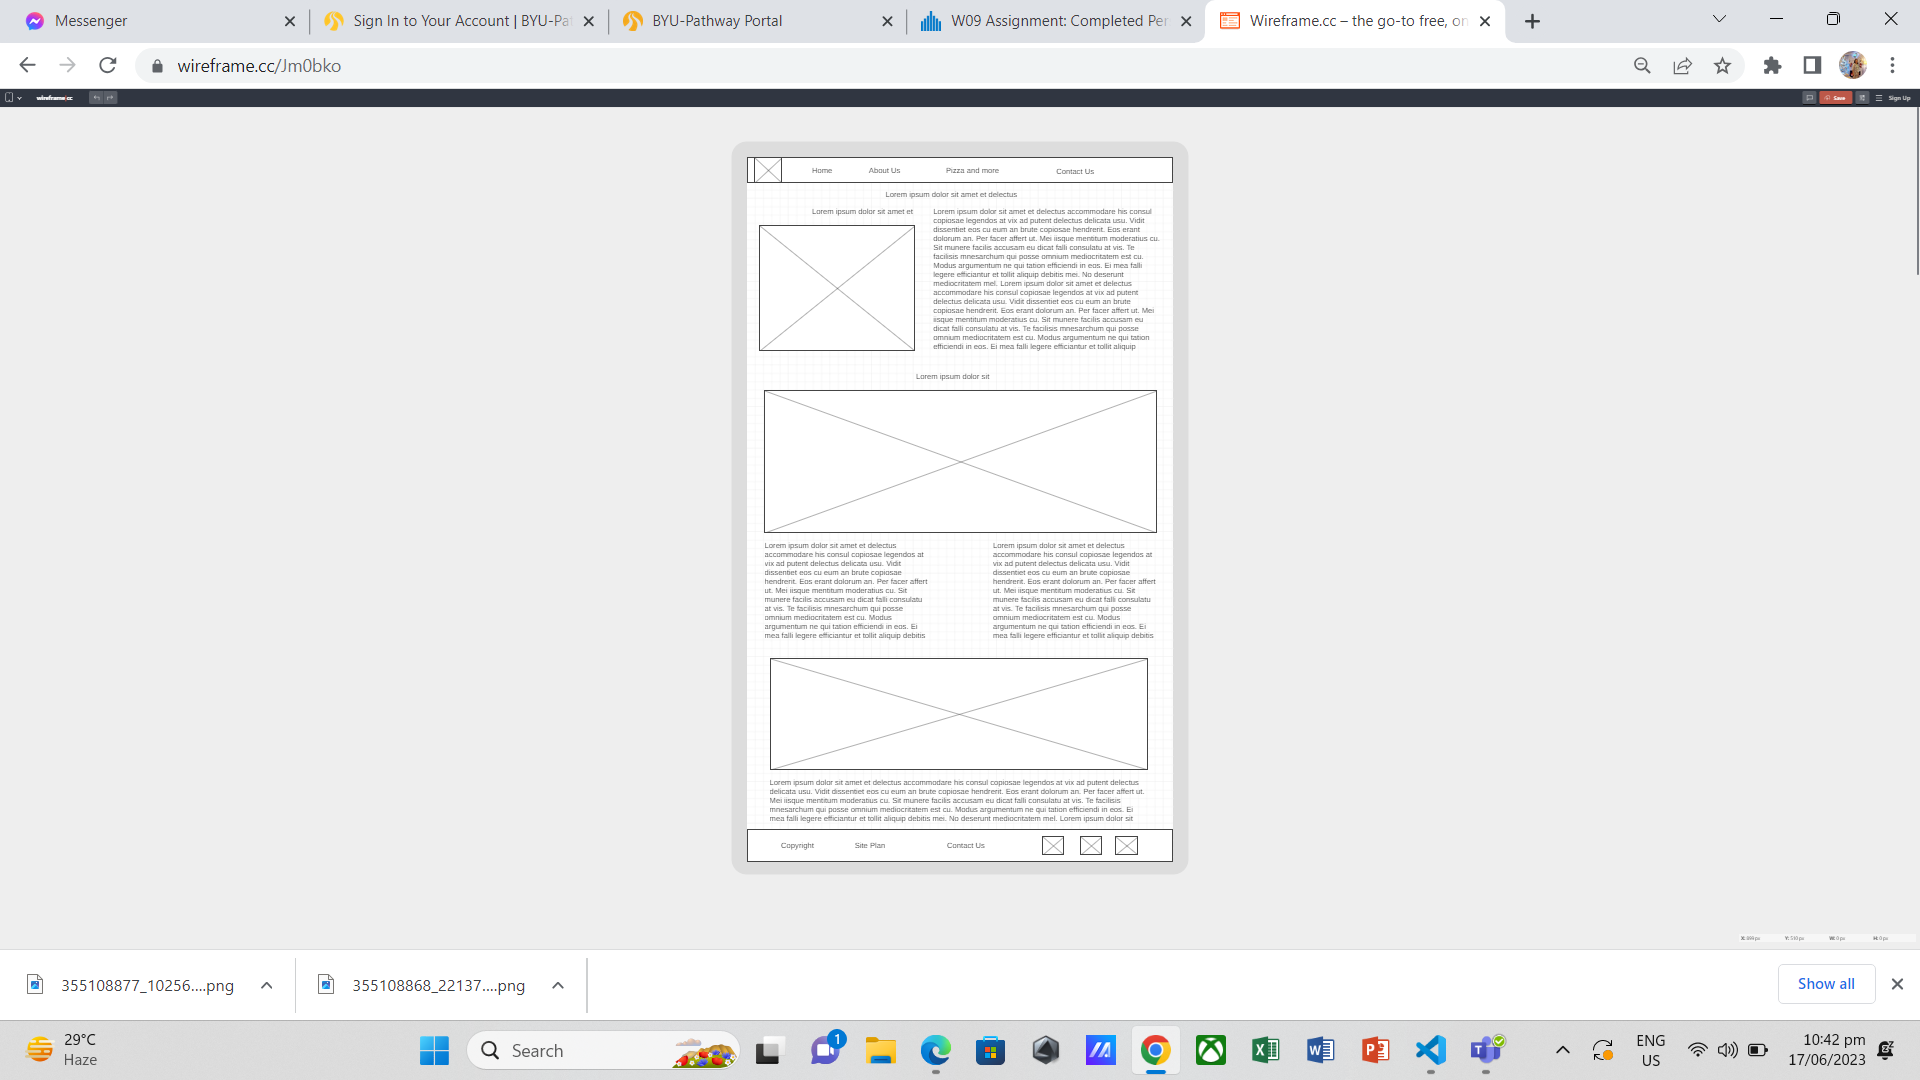 Messenger
Sign In to Your Account | BYU-Pat
BYU-Pathway Portal
W09 Assignment: Completed Per
Wireframe.cc – the go-to free, on
wireframe.cc/Jm0bko
wireframe|cc
Save
Sign Up
Home About Us Pizza and more Contact Us
Lorem ipsum dolor sit amet et delectus
Lorem ipsum dolor sit amet et
Lorem ipsum dolor sit amet et delectus accommodare his consul
copiosae legendos at vix ad putent delectus delicata usu. Vidit
dissentiet eos cu eum an brute copiosae hendrerit. Eos erant
dolorum an. Per facer affert ut. Mei iisque mentitum moderatius cu.
Sit munere facilis accusam eu dicat falli consulatu at vis. Te
facilisis mnesarchum qui posse omnium mediocritatem est cu.
Modus argumentum ne qui tation efficiendi in eos. Ei mea falli
legere efficiantur et tollit aliquip debitis mei. No deserunt
mediocritatem mel. Lorem ipsum dolor sit amet et delectus
accommodare his consul copiosae legendos at vix ad putent
delectus delicata usu. Vidit dissentiet eos cu eum an brute
copiosae hendrerit. Eos erant dolorum an. Per facer affert ut. Mei
iisque mentitum moderatius cu. Sit munere facilis accusam eu
dicat falli consulatu at vis. Te facilisis mnesarchum qui posse
omnium mediocritatem est cu. Modus argumentum ne qui tation
efficiendi in eos. Ei mea falli legere efficiantur et tollit aliquip
Lorem ipsum dolor sit
Lorem ipsum dolor sit amet et delectus
accommodare his consul copiosae legendos at
vix ad putent delectus delicata usu. Vidit
dissentiet eos cu eum an brute copiosae
hendrerit. Eos erant dolorum an. Per facer affert
ut. Mei iisque mentitum moderatius cu. Sit
munere facilis accusam eu dicat falli consulatu
at vis. Te facilisis mnesarchum qui posse
omnium mediocritatem est cu. Modus
argumentum ne qui tation efficiendi in eos. Ei
mea falli legere efficiantur et tollit aliquip debitis
Lorem ipsum dolor sit amet et delectus
accommodare his consul copiosae legendos at
vix ad putent delectus delicata usu. Vidit
dissentiet eos cu eum an brute copiosae
hendrerit. Eos erant dolorum an. Per facer affert
ut. Mei iisque mentitum moderatius cu. Sit
munere facilis accusam eu dicat falli consulatu
at vis. Te facilisis mnesarchum qui posse
omnium mediocritatem est cu. Modus
argumentum ne qui tation efficiendi in eos. Ei
mea falli legere efficiantur et tollit aliquip debitis
Lorem ipsum dolor sit amet et delectus accommodare his consul copiosae legendos at vix ad putent delectus
delicata usu. Vidit dissentiet eos cu eum an brute copiosae hendrerit. Eos erant dolorum an. Per facer affert ut.
Mei iisque mentitum moderatius cu. Sit munere facilis accusam eu dicat falli consulatu at vis. Te facilisis
mnesarchum qui posse omnium mediocritatem est cu. Modus argumentum ne qui tation efficiendi in eos. Ei
mea falli legere efficiantur et tollit aliquip debitis mei. No deserunt mediocritatem mel. Lorem ipsum dolor sit
Copyright Site Plan Contact Us
355108877_10256....png
355108868_22137....png
Show all
29°C
Haze
Search
1
ENG
US
10:42 pm
17/06/2023